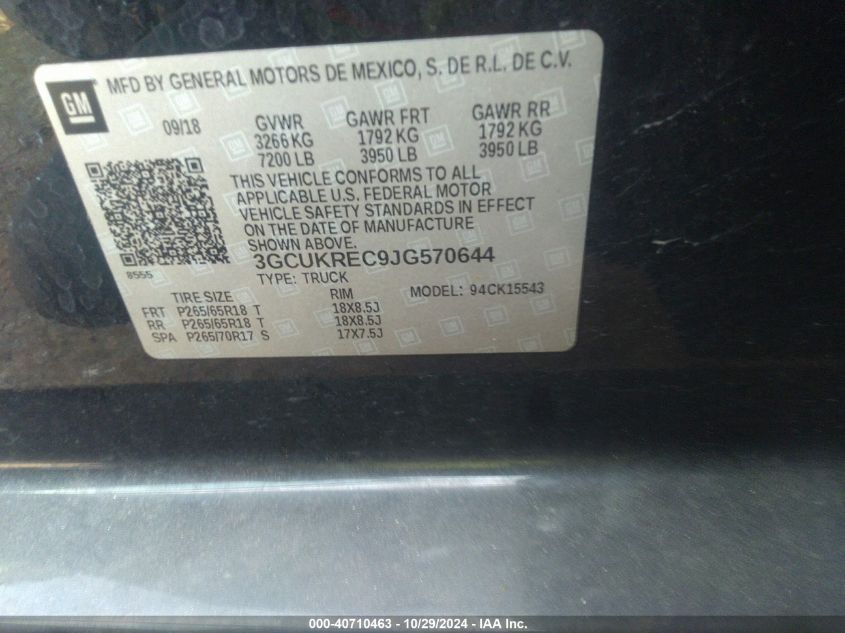 GM
MFD BY GENERAL MOTORS DE MEXICO, S. DE R.L. DE C.V.
09/18 GVWR GAWR FRT GAWR RR
3266 KG 1792 KG 1792 KG
7200 LB 3950 LB 3950 LB
THIS VEHICLE CONFORMS TO ALL
APPLICABLE U.S. FEDERAL MOTOR
VEHICLE SAFETY STANDARDS IN EFFECT
ON THE DATE OF MANUFACTURE
SHOWN ABOVE.
8555
3GCUKREC9JG570644
TYPE: TRUCK MODEL: 94CK15543
TIRE SIZE RIM
FRT P265/65R18 T 18X8.5J
RR P265/65R18 T 18X8.5J
SPA P265/70R17 S 17X7.5J
000-40710463 - 10/29/2024 - IAA Inc.